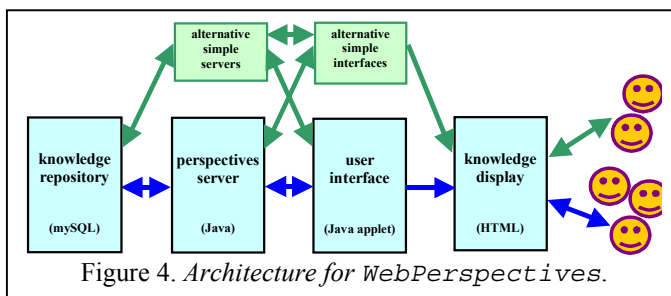 alternative
simple
servers
alternative
simple
interfaces
knowledge
repository
(mySQL)
perspectives
server
(Java)
user
interface
(Java applet)
knowledge
display
(HTML)
Figure 4. Architecture for WebPerspectives.